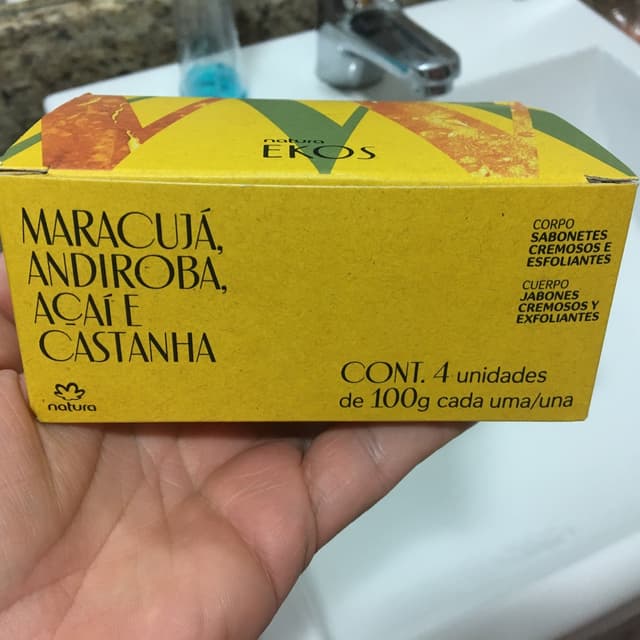 natura
EKOS
MARACUJÁ,
ANDIROBA,
AÇAÍ E
CASTANHA
natura
CORPO
SABONETES
CREMOSOS E
ESFOLIANTES
CUERPO
JABONES
CREMOSOS Y
EXFOLIANTES
CONT. 4 unidades
de 100g cada uma/una